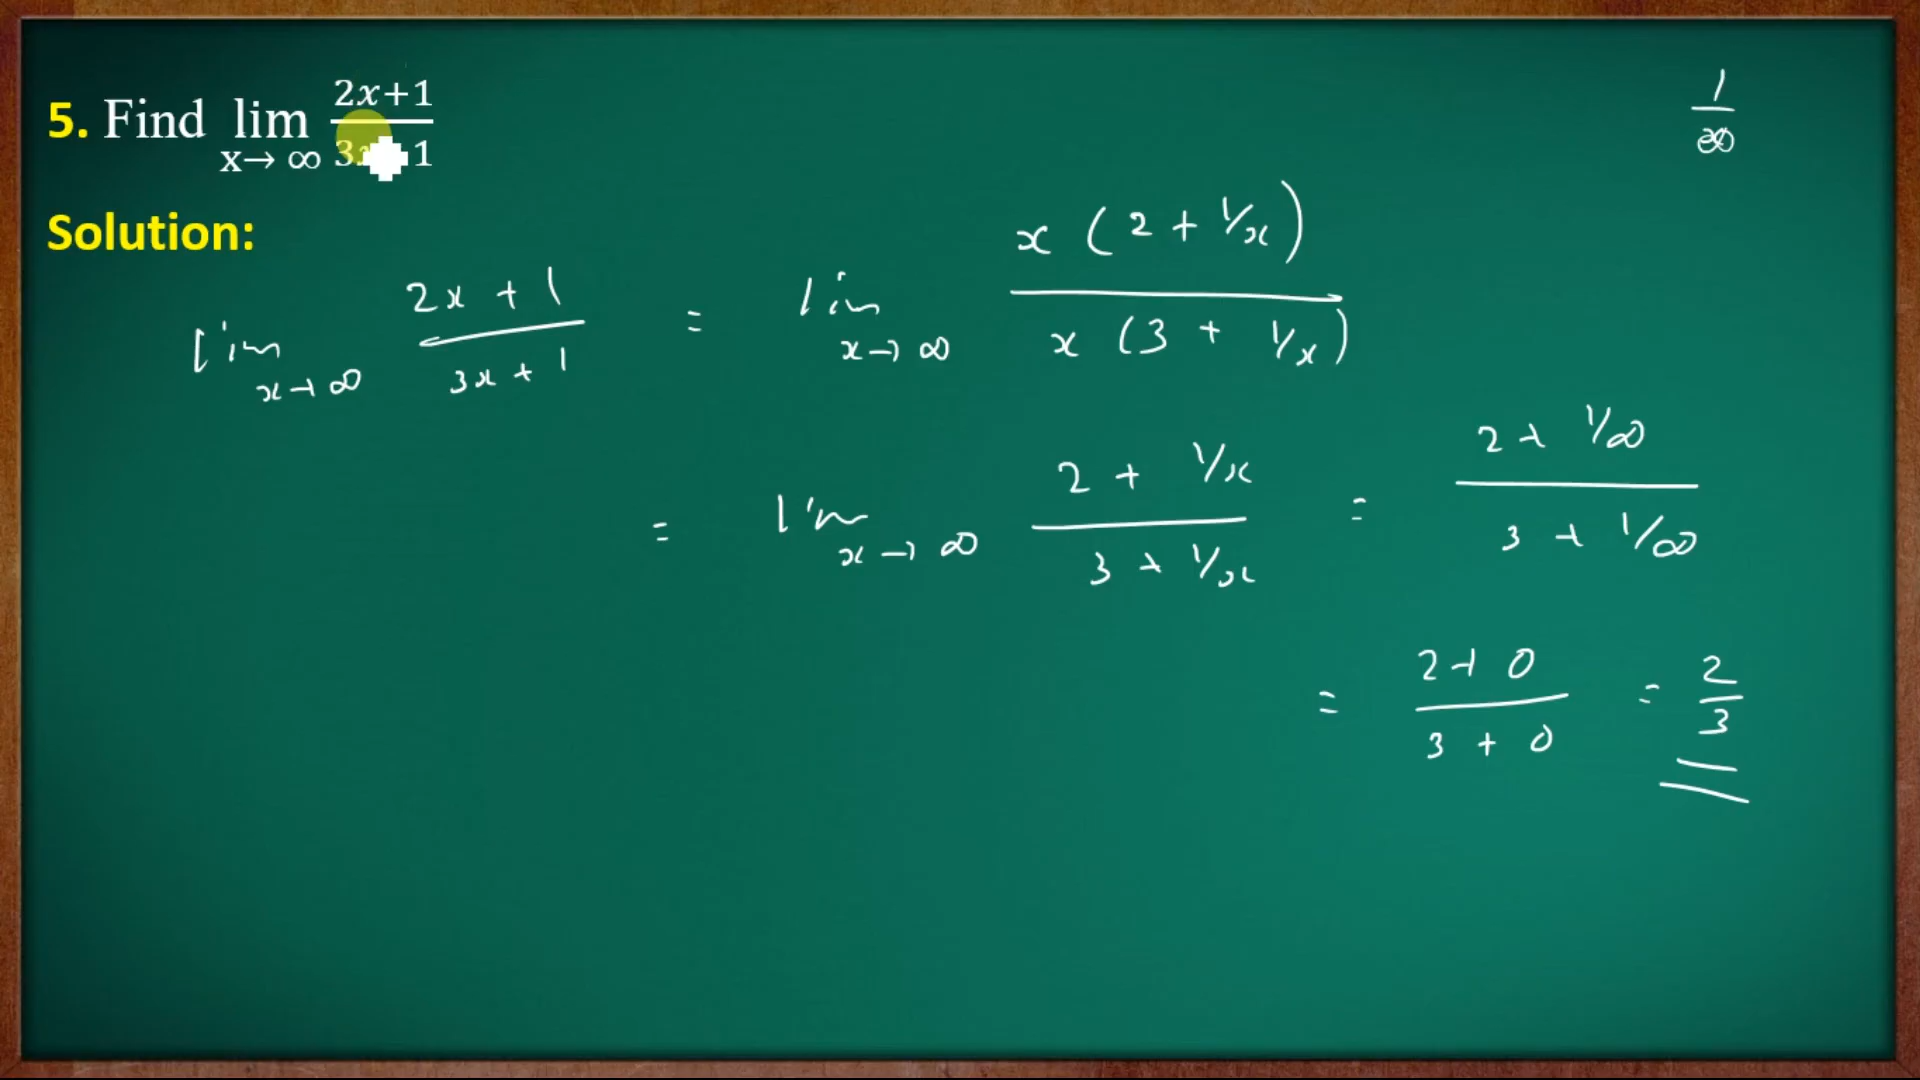 5. Find lim x→ ∞ 2x+1 / 3x 1
1/∞
Solution:
lim x→∞ 2x + 1 / 3x + 1 = lim x→∞ x (2 + 1/x) / x (3 + 1/x)
= lim x→∞ 2 + 1/x / 3 + 1/x = 2 + 1/∞ / 3 + 1/∞
= 2+0 / 3+0 = 2/3